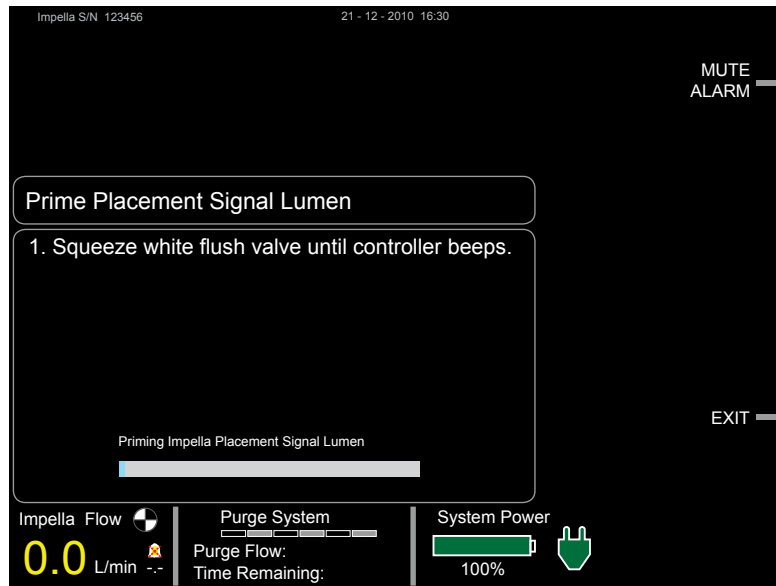 Impella S/N 123456
21 - 12 - 2010 16:30
MUTE
ALARM
Prime Placement Signal Lumen
1. Squeeze white flush valve until controller beeps.
EXIT
Priming Impella Placement Signal Lumen
Impella Flow
0.0 L/min -.-
Purge System
Purge Flow:
Time Remaining:
System Power
100%